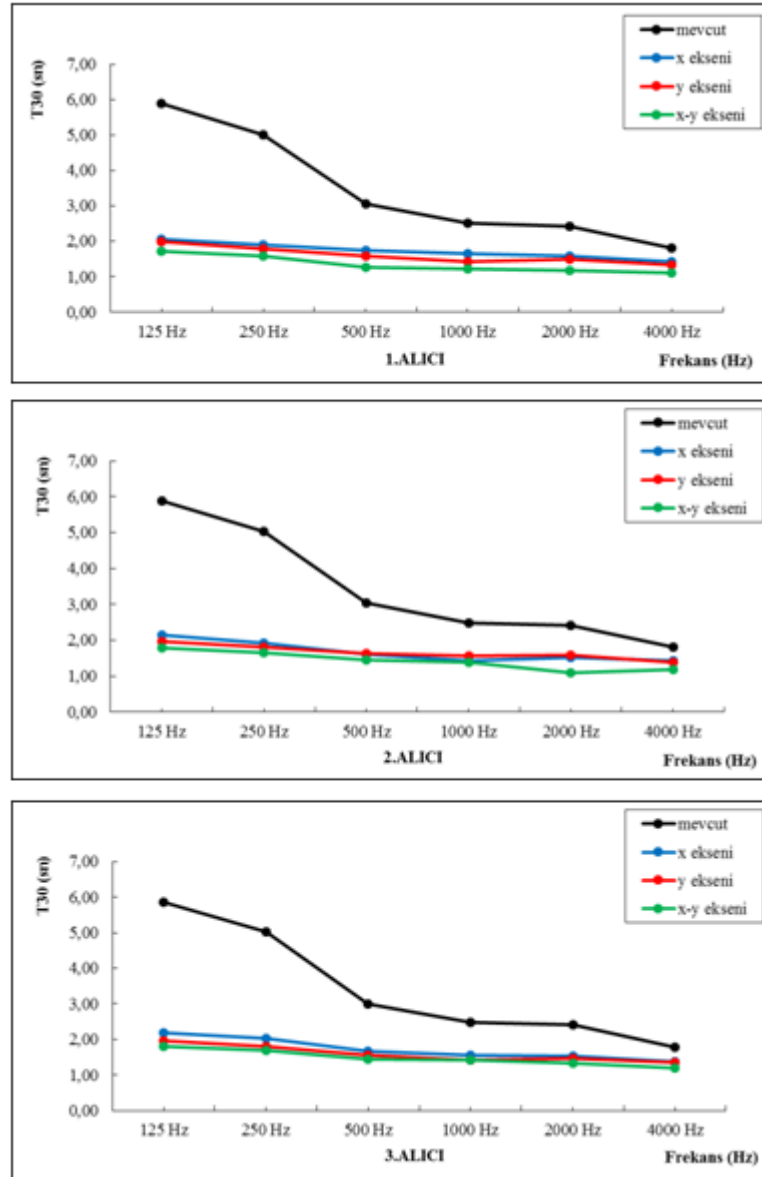 mevcut
x ekseni
y ekseni
x-y ekseni
T30 (sn)
7,00
6,00
5,00
4,00
3,00
2,00
1,00
0,00
125 Hz 250 Hz 500 Hz 1000 Hz 2000 Hz 4000 Hz
1.ALICI Frekans (Hz)
mevcut
x ekseni
y ekseni
x-y ekseni
T30 (sn)
7,00
6,00
5,00
4,00
3,00
2,00
1,00
0,00
125 Hz 250 Hz 500 Hz 1000 Hz 2000 Hz 4000 Hz
2.ALICI Frekans (Hz)
mevcut
x ekseni
y ekseni
x-y ekseni
T30 (sn)
7,00
6,00
5,00
4,00
3,00
2,00
1,00
0,00
125 Hz 250 Hz 500 Hz 1000 Hz 2000 Hz 4000 Hz
3.ALICI Frekans (Hz)